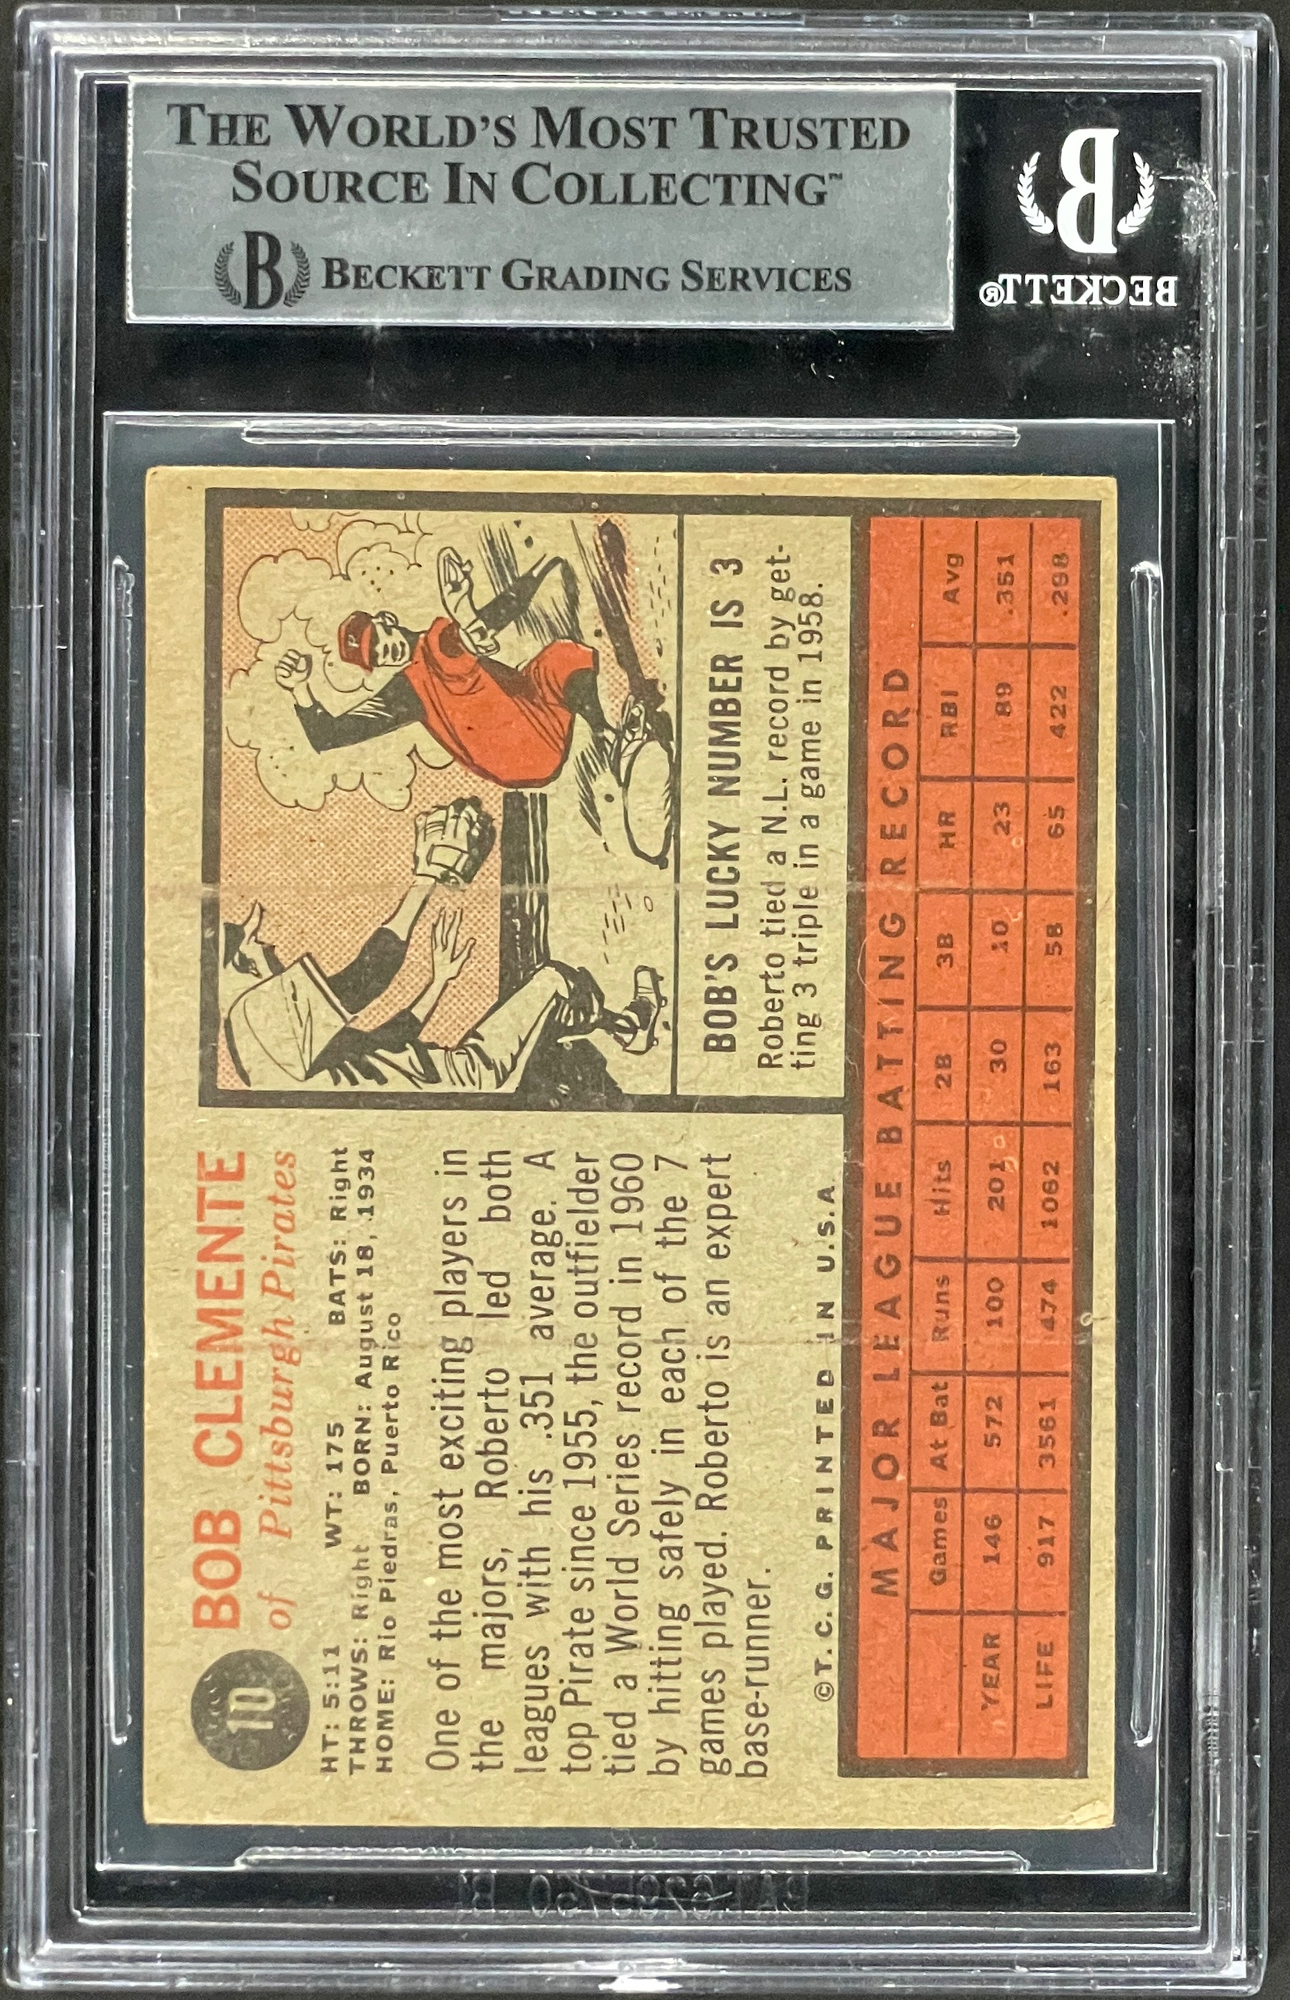 THE WORLD'S MOST TRUSTED
SOURCE IN COLLECTING™
B BECKETT GRADING SERVICES
B
BECKETT®
10
BOB CLEMENTE
of Pittsburgh Pirates
HT: 5:11 WT: 175 BATS: Right
THROWS: Right BORN: August 18, 1934
HOME: Rio Piedras, Puerto Rico
One of the most exciting players in
the majors, Roberto led both
leagues with his .351 average. A
top Pirate since 1955, the outfielder
tied a World Series record in 1960
by hitting safely in each of the 7
games played. Roberto is an expert
base-runner.
©T. C. G. PRINTED IN U.S.A.
P
BOB'S LUCKY NUMBER IS 3
Roberto tied a N.L. record by get-
ting 3 triple in a game in 1958.
MAJOR LEAGUE BATTING RECORD
Games At Bat Runs Hits 2B 3B HR RBI Avg
YEAR 146 572 100 201 30 10 23 89 .351
LIFE 917 3561 474 1062 163 58 65 422 .298